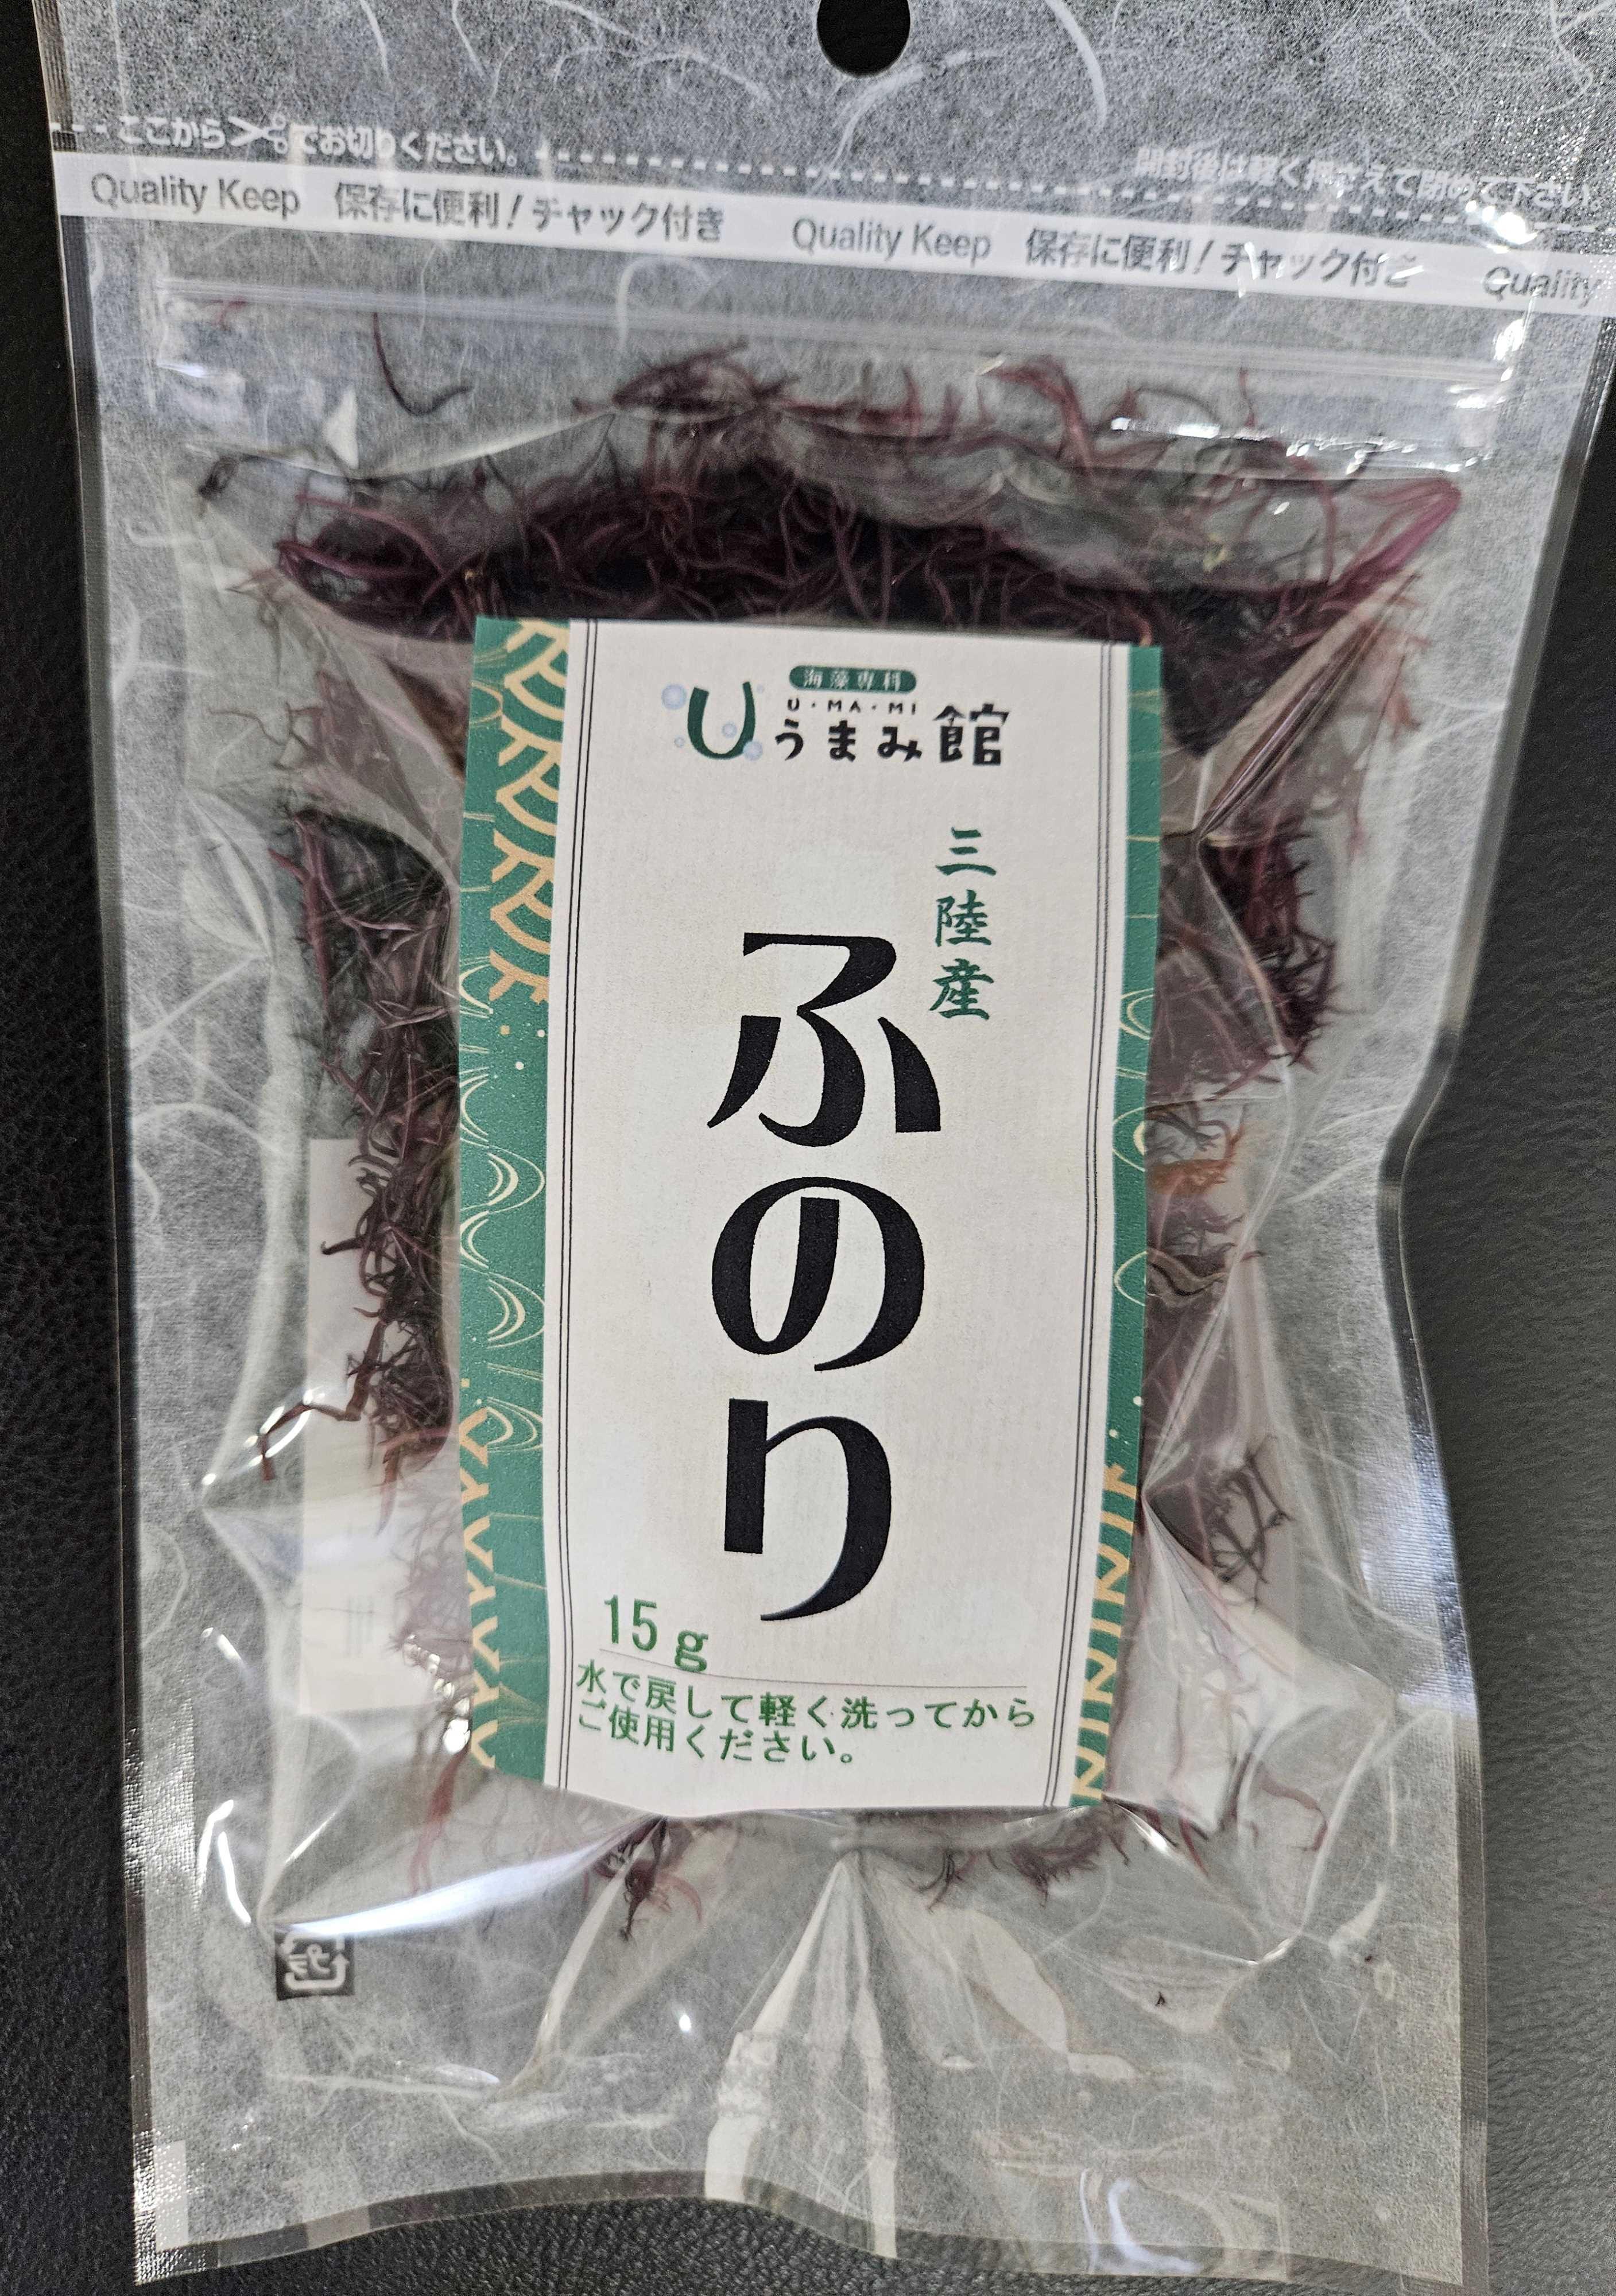 ここから✂でお切りください。
開封後は軽く押さえて閉めて下さい
Quality Keep 保存に便利!チャック付き Quality Keep 保存に便利!チャック付き Quality
海藻専科
U・MA・MI
うまみ館
三陸産
ふのり
15g
水で戻して軽く洗ってから
ご使用ください。
プラ